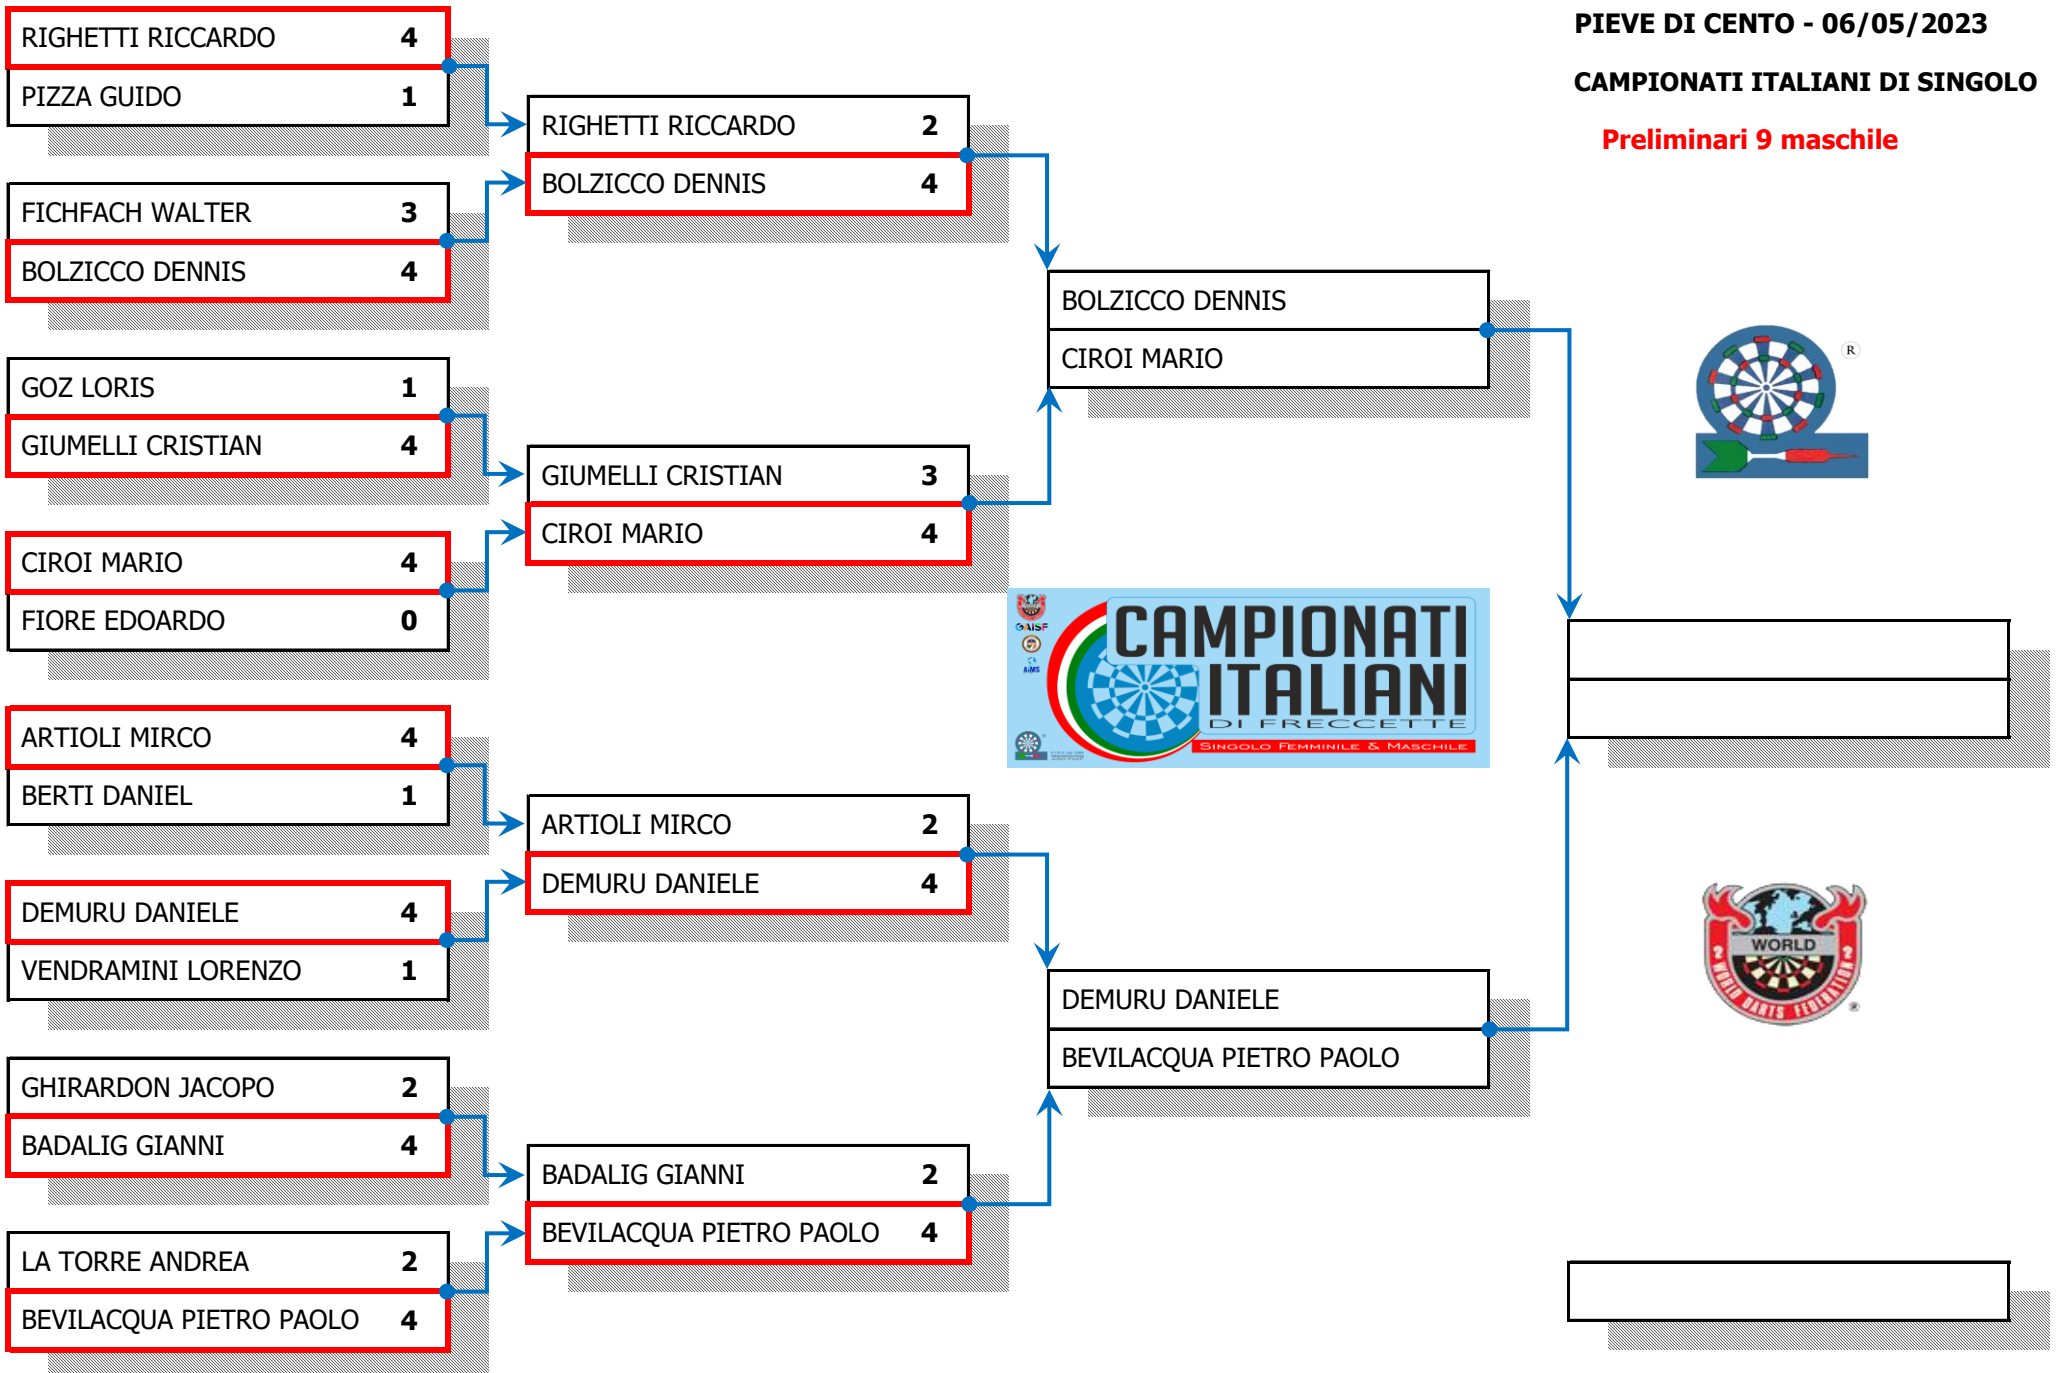 PIEVE DI CENTO - 06/05/2023
CAMPIONATI ITALIANI DI SINGOLO
Preliminari 9 maschile
RIGHETTI RICCARDO 4
PIZZA GUIDO 1
FICHFACH WALTER 3
BOLZICCO DENNIS 4
GOZ LORIS 1
GIUMELLI CRISTIAN 4
CIROI MARIO 4
FIORE EDOARDO 0
ARTIOLI MIRCO 4
BERTI DANIEL 1
DEMURU DANIELE 4
VENDRAMINI LORENZO 1
GHIRARDON JACOPO 2
BADALIG GIANNI 4
LA TORRE ANDREA 2
BEVILACQUA PIETRO PAOLO 4
RIGHETTI RICCARDO 2
BOLZICCO DENNIS 4
GIUMELLI CRISTIAN 3
CIROI MARIO 4
ARTIOLI MIRCO 2
DEMURU DANIELE 4
BADALIG GIANNI 2
BEVILACQUA PIETRO PAOLO 4
BOLZICCO DENNIS
CIROI MARIO
DEMURU DANIELE
BEVILACQUA PIETRO PAOLO
GAISF
AIMS
CAMPIONATI
ITALIANI
DI FRECCETTE
SINGOLO FEMMINILE & MASCHILE
®
WORLD
WORLD DARTS FEDERATION
®